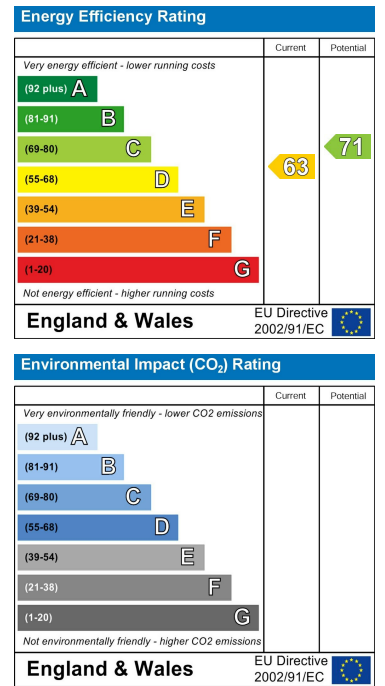 Energy Efficiency Rating
Current Potential
Very energy efficient - lower running costs
(92 plus) A
(81-91) B
(69-80) C
(55-68) D
(39-54) E
(21-38) F
(1-20) G
63
71
Not energy efficient - higher running costs
England & Wales
EU Directive
2002/91/EC
Environmental Impact (CO₂) Rating
Current Potential
Very environmentally friendly - lower CO2 emissions
(92 plus) A
(81-91) B
(69-80) C
(55-68) D
(39-54) E
(21-38) F
(1-20) G
Not environmentally friendly - higher CO2 emissions
England & Wales
EU Directive
2002/91/EC